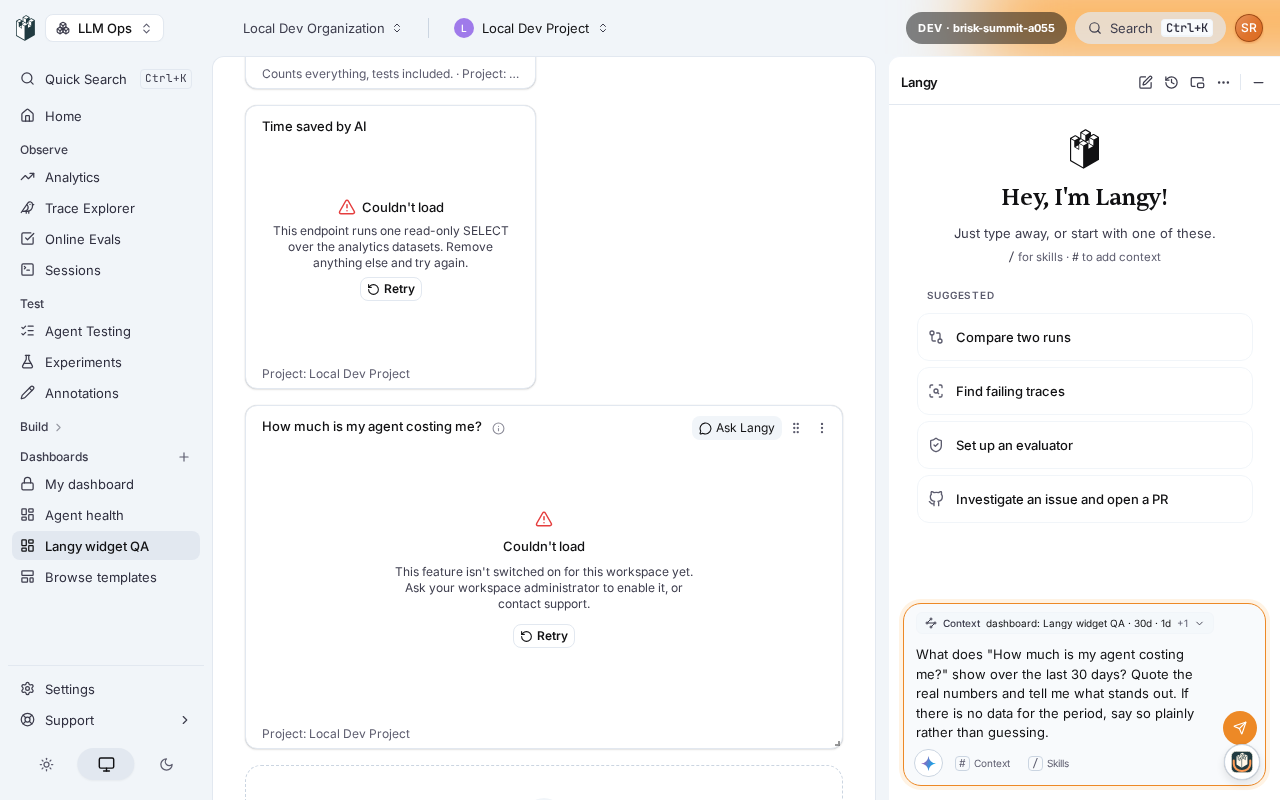 LLM Ops
Local Dev Organization
L
Local Dev Project
DEV · brisk-summit-a055
Search Ctrl+K
SR
Quick Search Ctrl+K
Home
Observe
Analytics
Trace Explorer
Online Evals
Sessions
Test
Agent Testing
Experiments
Annotations
Build
Dashboards
My dashboard
Agent health
Langy widget QA
Browse templates
Settings
Support
Counts everything, tests included. · Project: ...
Time saved by AI
Couldn't load
This endpoint runs one read-only SELECT
over the analytics datasets. Remove
anything else and try again.
Retry
Project: Local Dev Project
How much is my agent costing me?
Ask Langy
Couldn't load
This feature isn't switched on for this workspace yet.
Ask your workspace administrator to enable it, or
contact support.
Retry
Project: Local Dev Project
Langy
Hey, I'm Langy!
Just type away, or start with one of these.
/ for skills · # to add context
SUGGESTED
Compare two runs
Find failing traces
Set up an evaluator
Investigate an issue and open a PR
Context dashboard: Langy widget QA · 30d · 1d +1
What does "How much is my agent costing
me?" show over the last 30 days? Quote the
real numbers and tell me what stands out. If
there is no data for the period, say so plainly
rather than guessing.
# Context / Skills